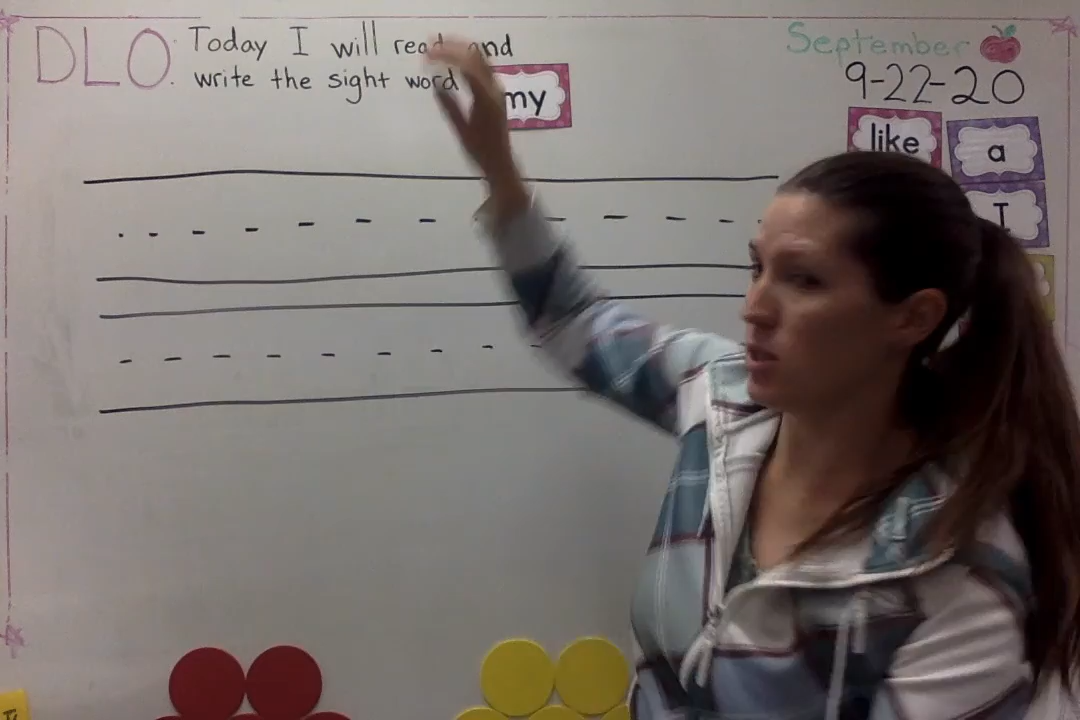 DLO: Today I will read and
write the sight word my
September
9-22-20
like
a
I